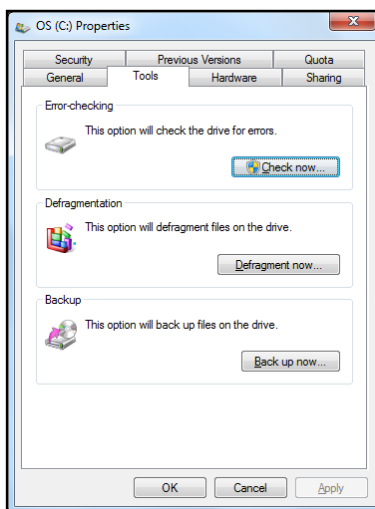 OS (C:) Properties
Security Previous Versions Quota
General Tools Hardware Sharing
Error-checking
This option will check the drive for errors.
Check now...
Defragmentation
This option will defragment files on the drive.
Defragment now...
Backup
This option will back up files on the drive.
Back up now...
OK Cancel Apply